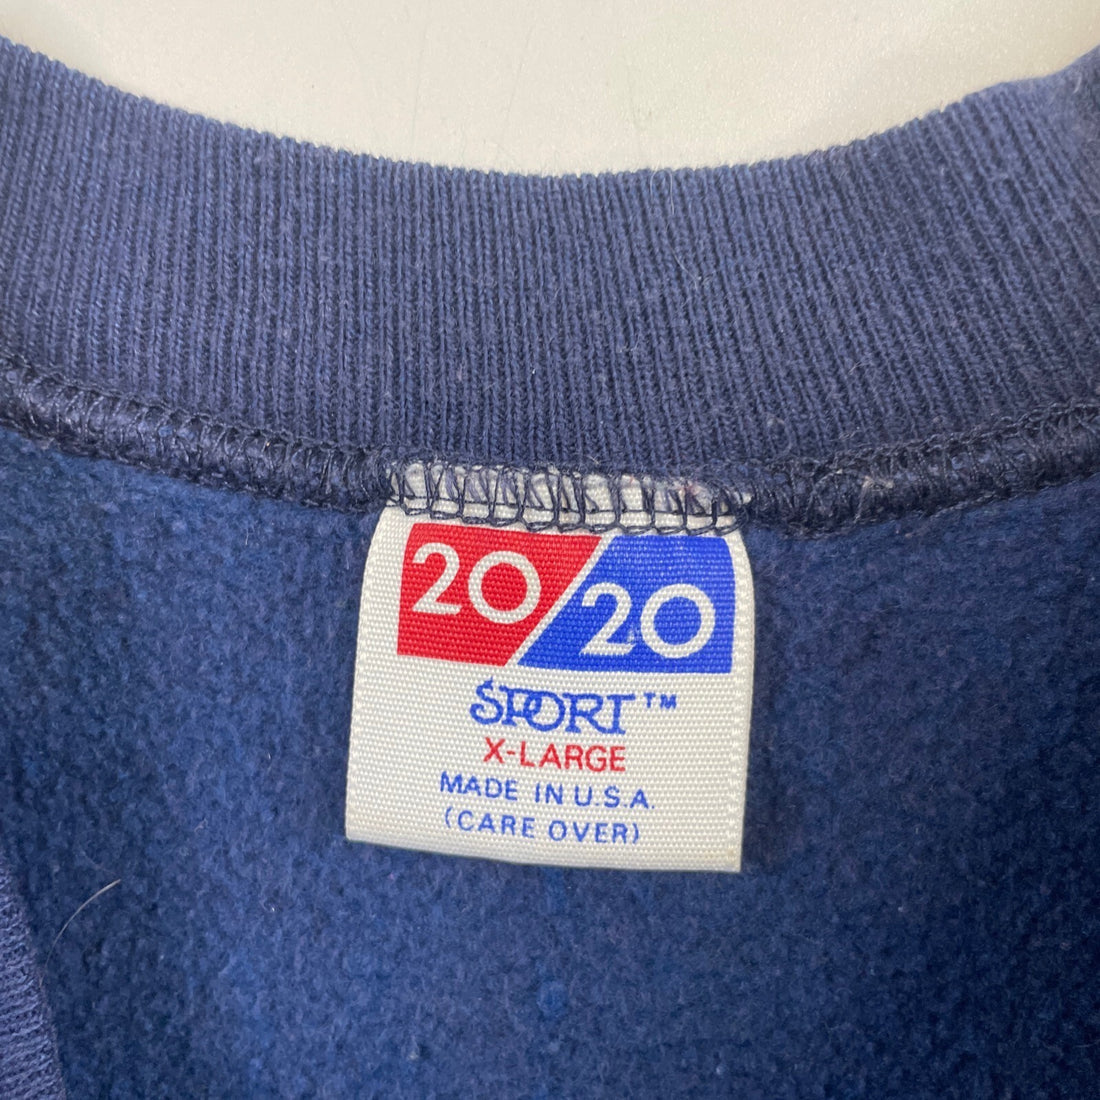 20/20
SPORT™
X-LARGE
MADE IN U.S.A.
(CARE OVER)